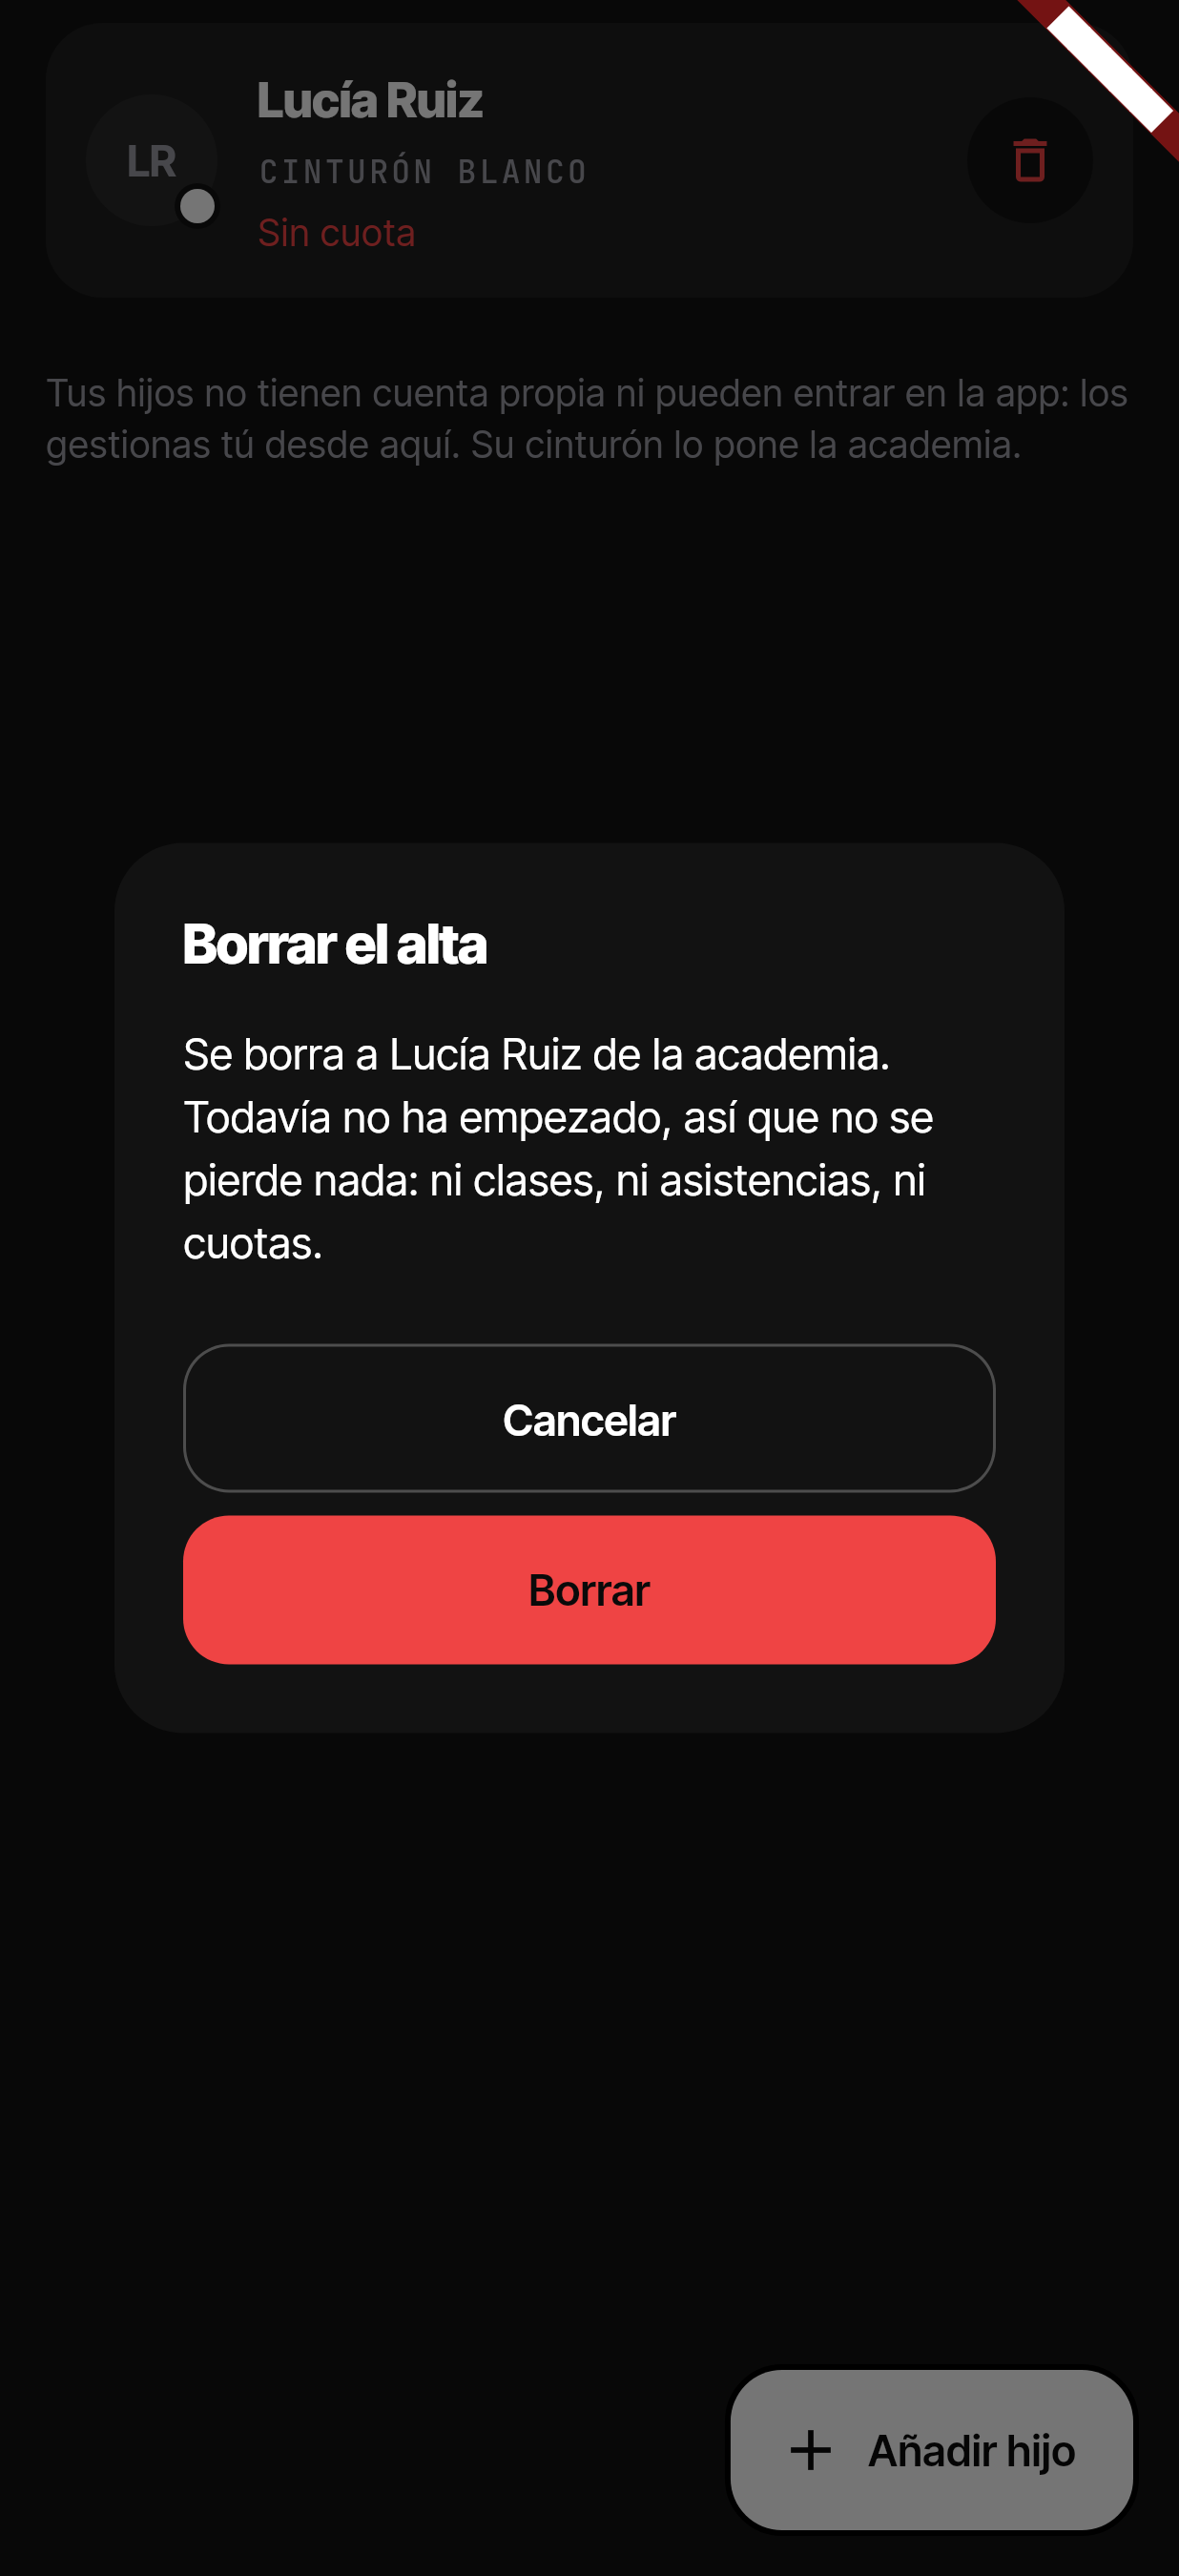 Lucía Ruiz
LR
CINTURÓN BLANCO
Sin cuota
Tus hijos no tienen cuenta propia ni pueden entrar en la app: los
gestionas tú desde aquí. Su cinturón lo pone la academia.
Borrar el alta
Se borra a Lucía Ruiz de la academia.
Todavía no ha empezado, así que no se
pierde nada: ni clases, ni asistencias, ni
cuotas.
Cancelar
Borrar
Añadir hijo